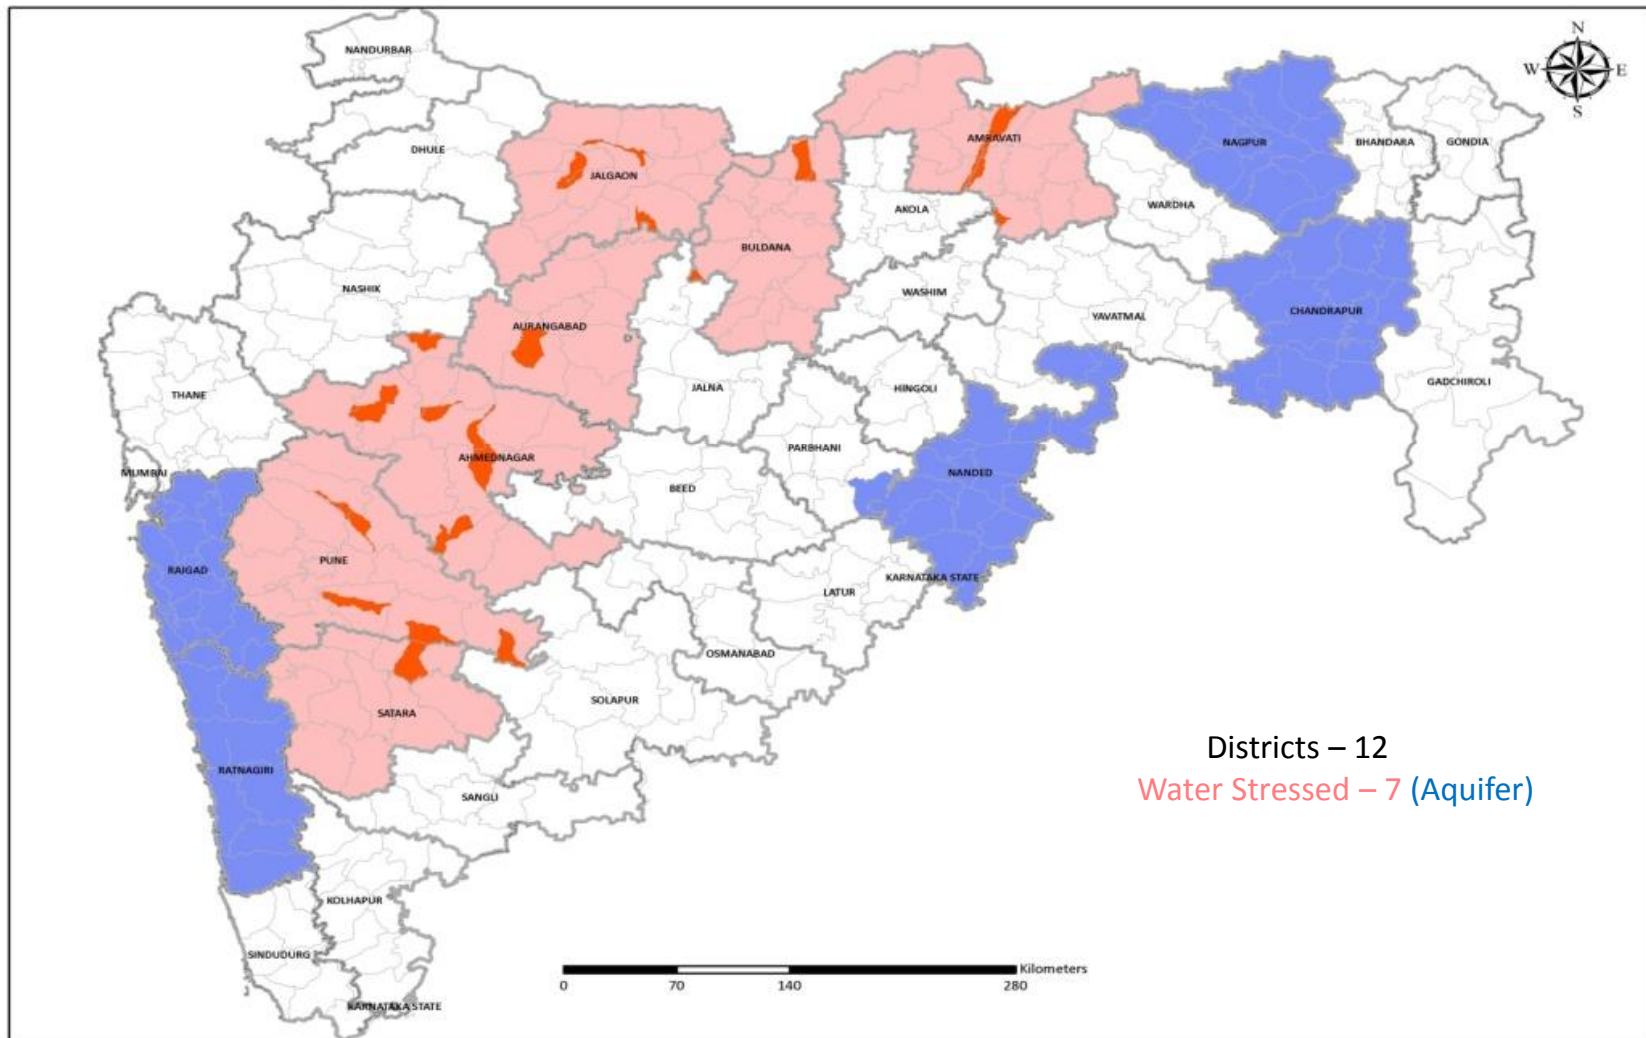 N
W E
S
NANDURBAR
DHULE
JALGAON
AMRAVATI
NAGPUR
BHANDARA
GONDIA
AKOLA
WARDHA
BULDANA
NASHIK
WASHIM
AURANGABAD
YAVATMAL
CHANDRAPUR
THANE
JALNA
HINGOLI
GADCHIROLI
PARBHANI
AHMEDNAGAR
MUMBAI
BEED
NANDED
PUNE
RAIGAD
KARNATAKA STATE
LATUR
OSMANABAD
SOLAPUR
SATARA
Districts – 12
RATNAGIRI
Water Stressed – 7 (Aquifer)
SANGLI
KOLHAPUR
SINDUDURG
Kilometers
0 70 140 280
KARNATAKA STATE